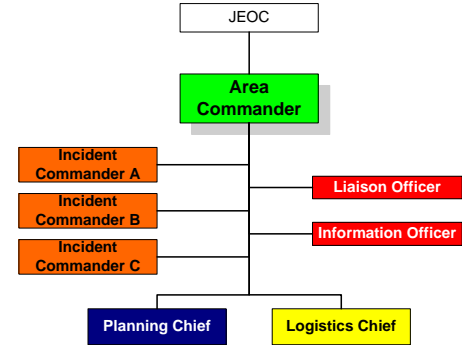 JEOC
Area
Commander
Incident
Commander A
Incident
Commander B
Incident
Commander C
Liaison Officer
Information Officer
Planning Chief
Logistics Chief